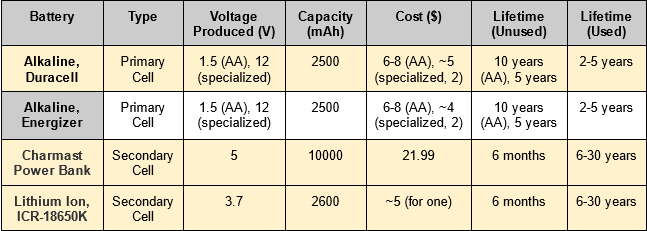 Battery Type Voltage Produced (V) Capacity (mAh) Cost ($) Lifetime (Unused) Lifetime (Used)
Alkaline, Duracell Primary Cell 1.5 (AA), 12 (specialized) 2500 6-8 (AA), ~5 (specialized, 2) 10 years (AA), 5 years 2-5 years
Alkaline, Energizer Primary Cell 1.5 (AA), 12 (specialized) 2500 6-8 (AA), ~4 (specialized, 2) 10 years (AA), 5 years 2-5 years
Charmast Power Bank Secondary Cell 5 10000 21.99 6 months 6-30 years
Lithium Ion, ICR-18650K Secondary Cell 3.7 2600 ~5 (for one) 6 months 6-30 years